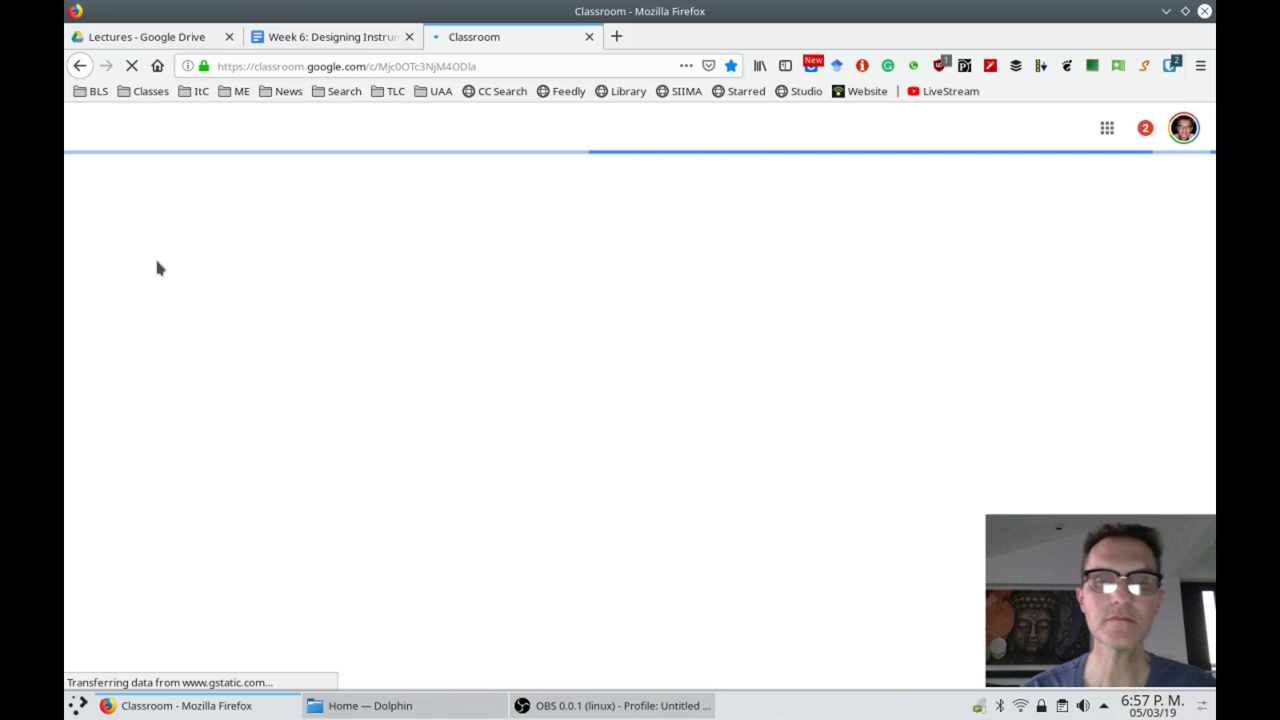 Classroom - Mozilla Firefox
Lectures - Google Drive
Week 6: Designing Instrum
Classroom
https://classroom.google.com/c/Mjc0OTc3NjM4ODla
New
1
2
BLS Classes ItC ME News Search TLC UAA CC Search Feedly Library SIIMA Starred Studio Website LiveStream
2
Transferring data from www.gstatic.com...
Classroom - Mozilla Firefox
Home — Dolphin
OBS 0.0.1 (linux) - Profile: Untitled ...
6:57 P. M.
05/03/19